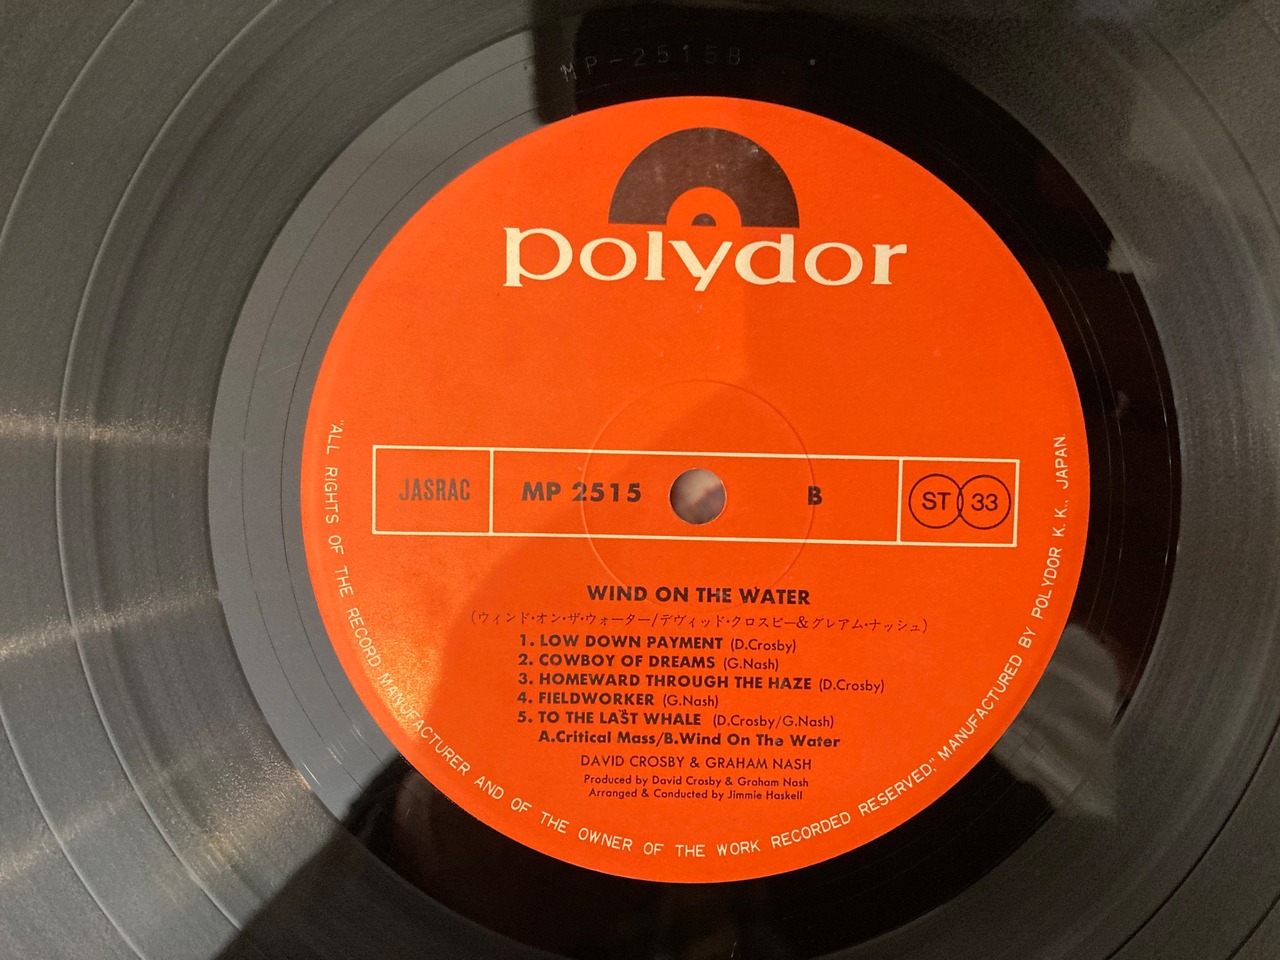 MP-2515B
polydor
JASRAC MP 2515 B ST 33
WIND ON THE WATER
(ウィンド・オン・ザ・ウォーター/デヴィッド・クロスビー&グレアム・ナッシュ)
1. LOW DOWN PAYMENT (D.Crosby)
2. COWBOY OF DREAMS (G.Nash)
3. HOMEWARD THROUGH THE HAZE (D.Crosby)
4. FIELDWORKER (G.Nash)
5. TO THE LAST WHALE (D.Crosby/G.Nash)
A.Critical Mass/B.Wind On The Water
DAVID CROSBY & GRAHAM NASH
Produced by David Crosby & Graham Nash
Arranged & Conducted by Jimmie Haskell
"ALL RIGHTS OF THE RECORD MANUFACTURER AND OF THE OWNER OF THE WORK RECORDED RESERVED." MANUFACTURED BY POLYDOR K. K., JAPAN.